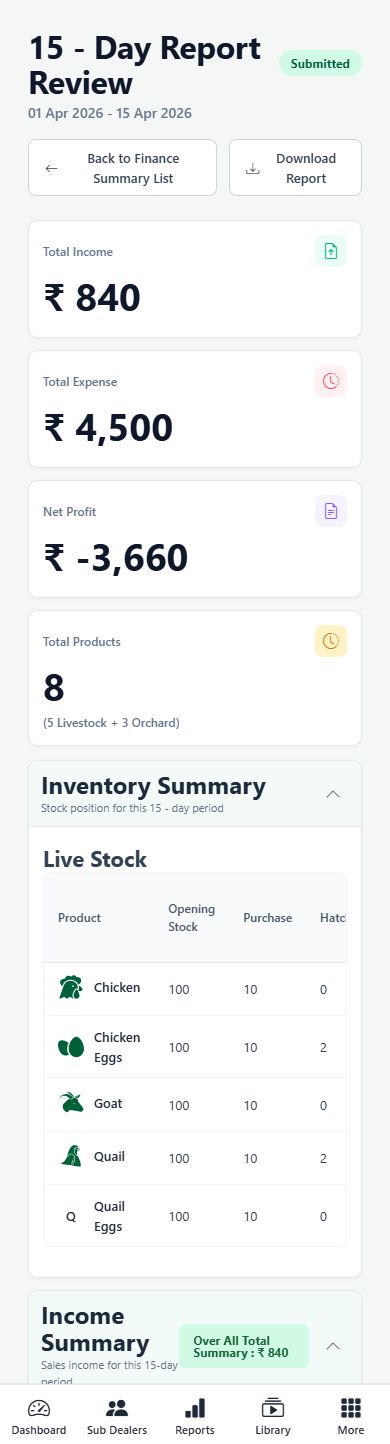 15 - Day Report
Review
Submitted
01 Apr 2026 - 15 Apr 2026
Back to Finance
Summary List
Download
Report
Total Income
₹ 840
Total Expense
₹ 4,500
Net Profit
₹ -3,660
Total Products
8
(5 Livestock + 3 Orchard)
Inventory Summary
Stock position for this 15 - day period
Live Stock
Product Opening Stock Purchase Hatc
Chicken 100 10 0
Chicken Eggs 100 10 2
Goat 100 10 0
Quail 100 10 2
Q Quail Eggs 100 10 0
Income
Summary
Over All Total
Summary : ₹ 840
Sales income for this 15-day
period
Dashboard Sub Dealers Reports Library More